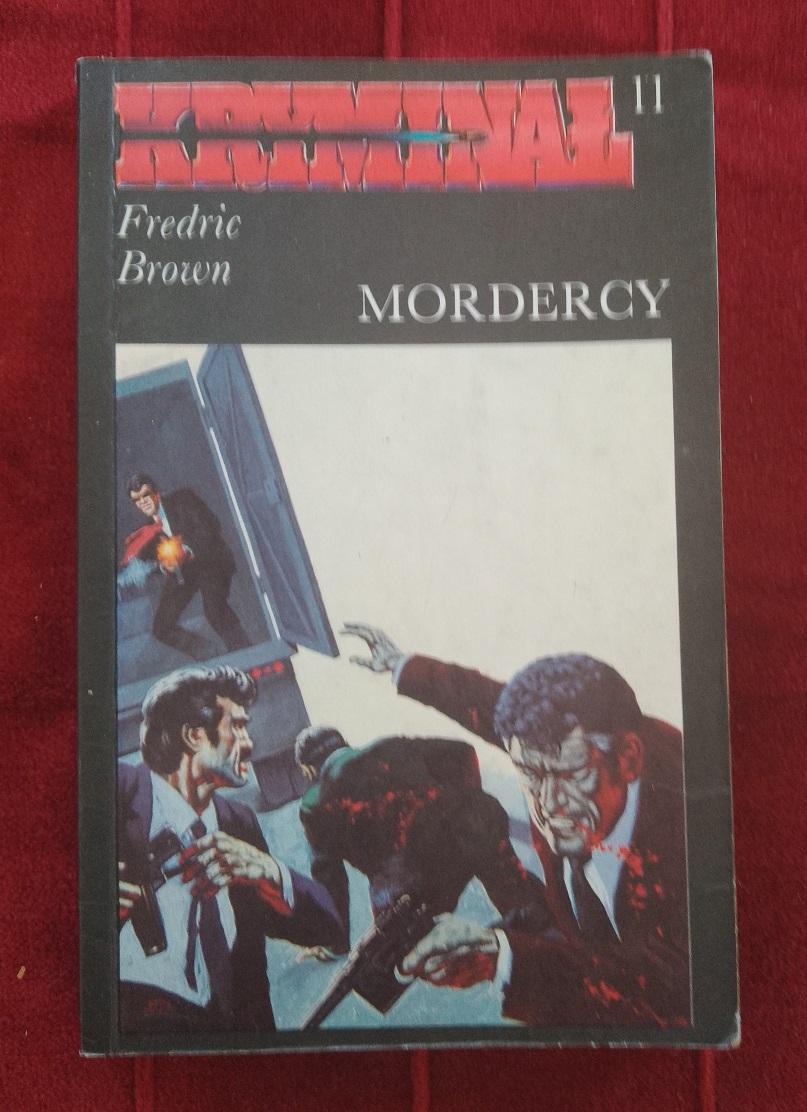 KRYMINAŁ 11
Fredric
Brown
MORDERCY